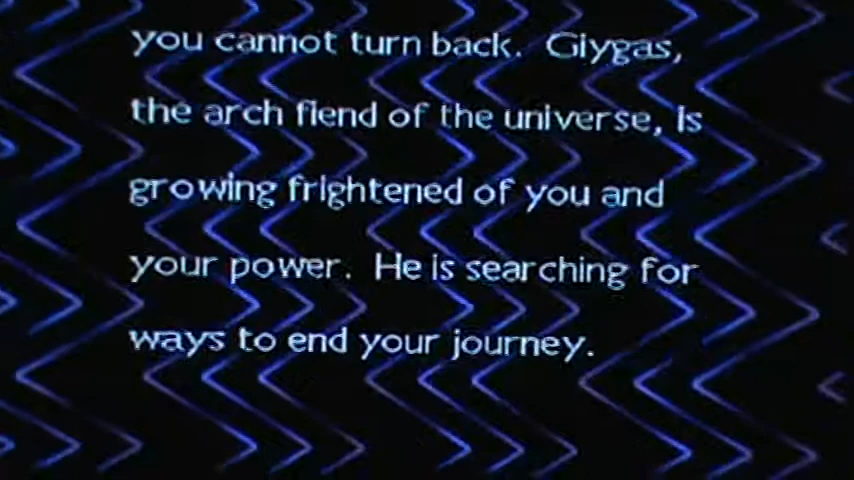 you cannot turn back. Giygas,
the arch fiend of the universe, is
growing frightened of you and
your power. He is searching for
ways to end your journey.